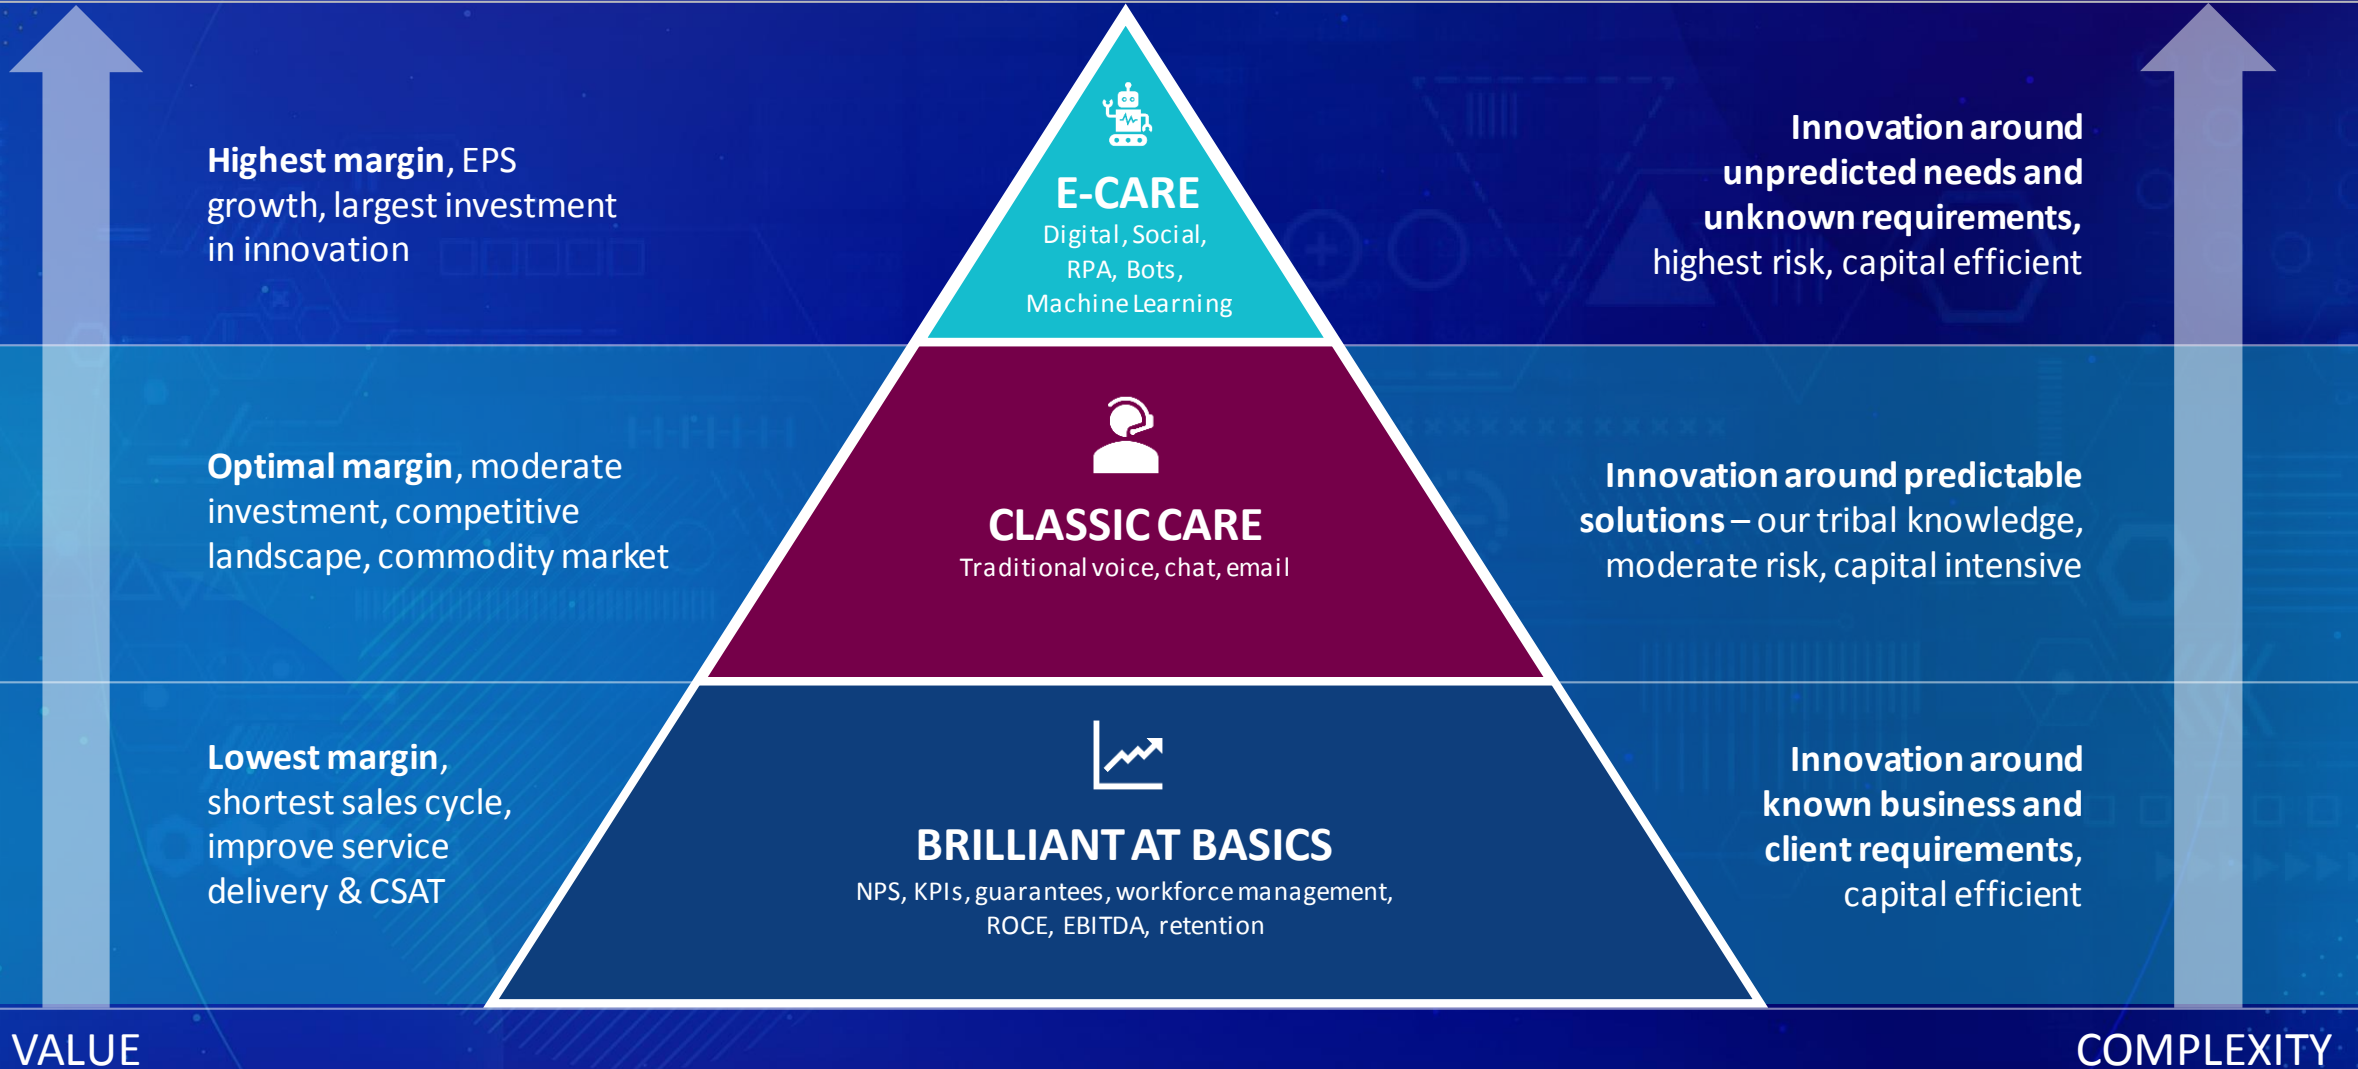 Highest margin, EPS
growth, largest investment
in innovation
E-CARE
Digital, Social,
RPA, Bots,
Machine Learning
Innovation around
unpredicted needs and
unknown requirements,
highest risk, capital efficient
Optimal margin, moderate
investment, competitive
landscape, commodity market
CLASSIC CARE
Traditional voice, chat, email
Innovation around predictable
solutions – our tribal knowledge,
moderate risk, capital intensive
Lowest margin,
shortest sales cycle,
improve service
delivery & CSAT
BRILLIANT AT BASICS
NPS, KPIs, guarantees, workforce management,
ROCE, EBITDA, retention
Innovation around
known business and
client requirements,
capital efficient
VALUE
COMPLEXITY